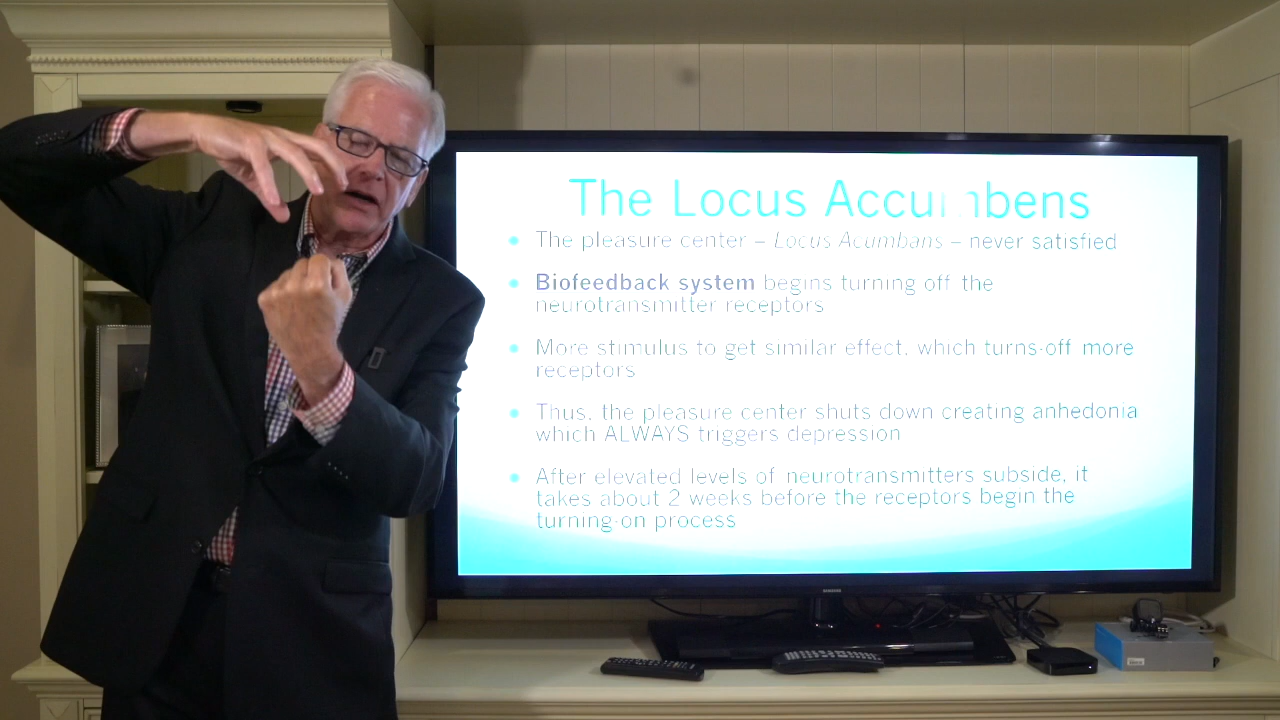 The Locus Accumbens
The pleasure center – Locus Acumbans – never satisfied
Biofeedback system begins turning off the
neurotransmitter receptors
More stimulus to get similar effect, which turns-off more
receptors
Thus, the pleasure center shuts down creating anhedonia
which ALWAYS triggers depression
After elevated levels of neurotransmitters subside, it
takes about 2 weeks before the receptors begin the
turning-on process
SAMSUNG